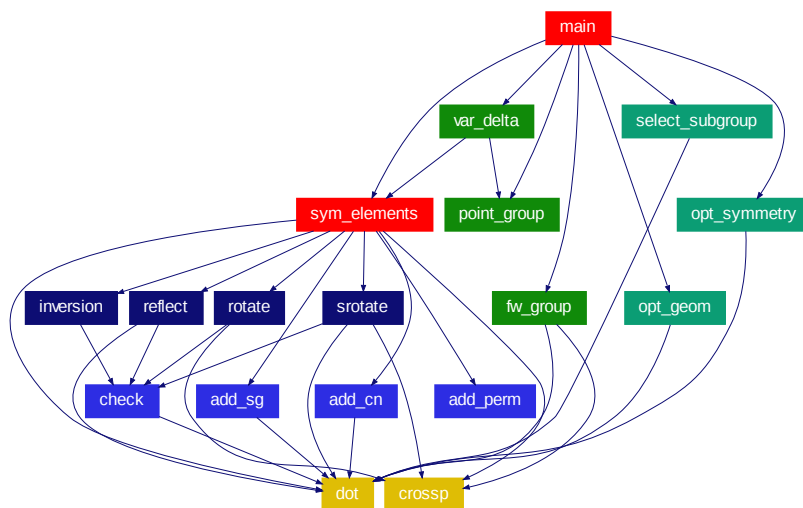 main
var_delta
select_subgroup
sym_elements
point_group
opt_symmetry
inversion
reflect
rotate
srotate
fw_group
opt_geom
check
add_sg
add_cn
add_perm
dot
crossp